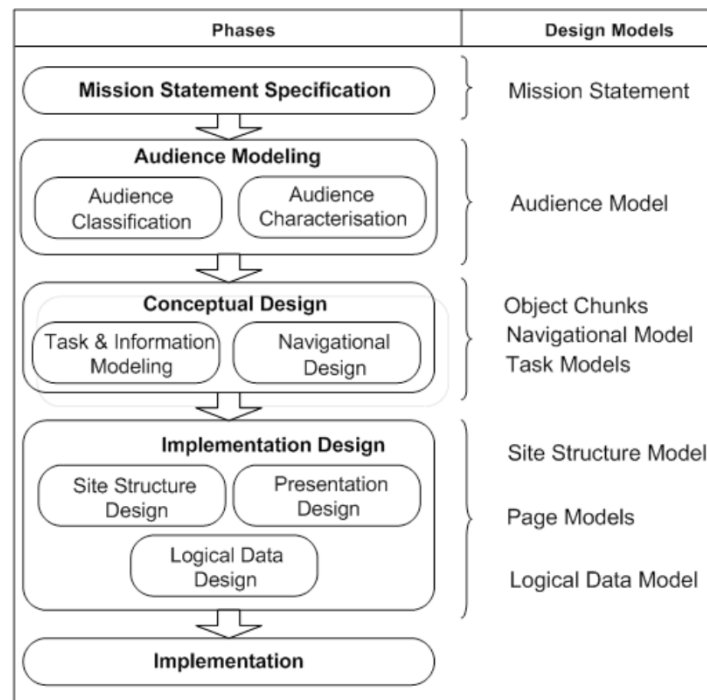 Phases
Design Models
Mission Statement Specification
Mission Statement
Audience Modeling
Audience
Classification
Audience
Characterisation
Audience Model
Conceptual Design
Task & Information
Modeling
Navigational
Design
Object Chunks
Navigational Model
Task Models
Implementation Design
Site Structure
Design
Presentation
Design
Logical Data
Design
Site Structure Model
Page Models
Logical Data Model
Implementation